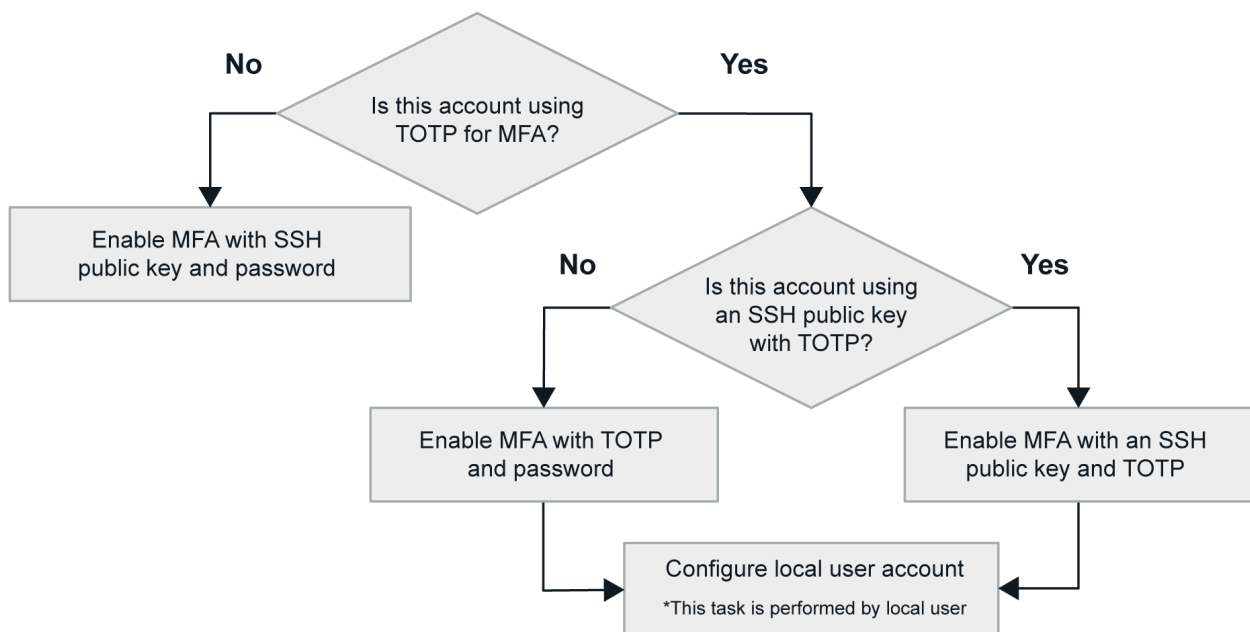 No
Yes
Is this account using
TOTP for MFA?
Enable MFA with SSH
public key and password
No
Yes
Is this account using
an SSH public key
with TOTP?
Enable MFA with TOTP
and password
Enable MFA with an SSH
public key and TOTP
Configure local user account
*This task is performed by local user